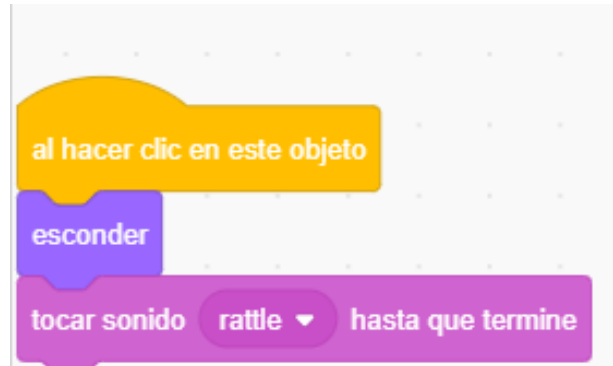 al hacer clic en este objeto
esconder
tocar sonido rattle hasta que termine